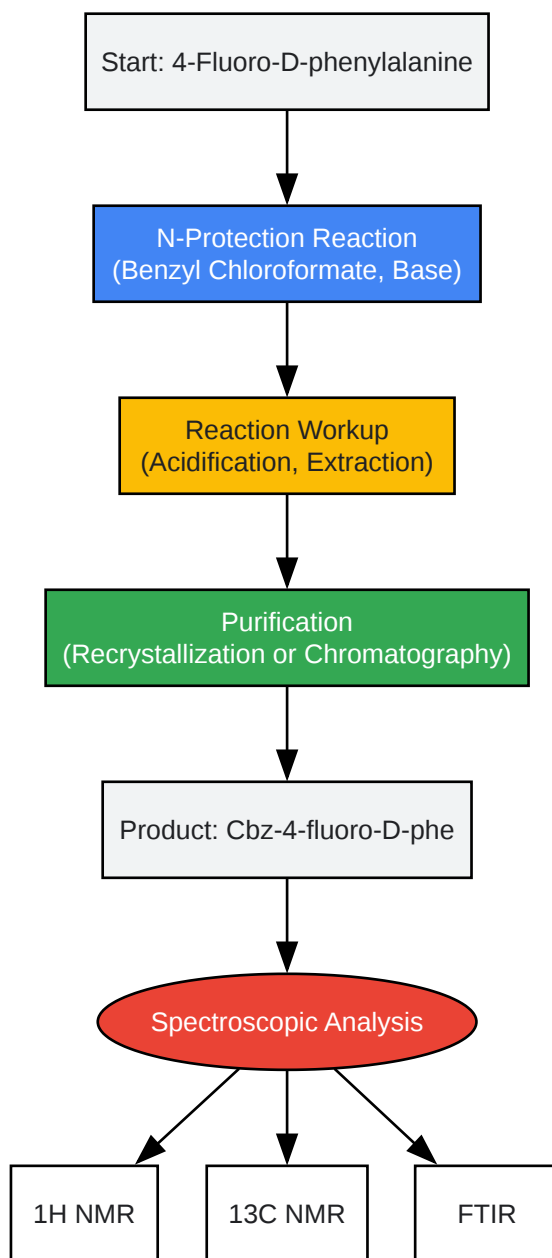 Start: 4-Fluoro-D-phenylalanine
N-Protection Reaction
(Benzyl Chloroformate, Base)
Reaction Workup
(Acidification, Extraction)
Purification
(Recrystallization or Chromatography)
Product: Cbz-4-fluoro-D-phe
Spectroscopic Analysis
1H NMR
13C NMR
FTIR